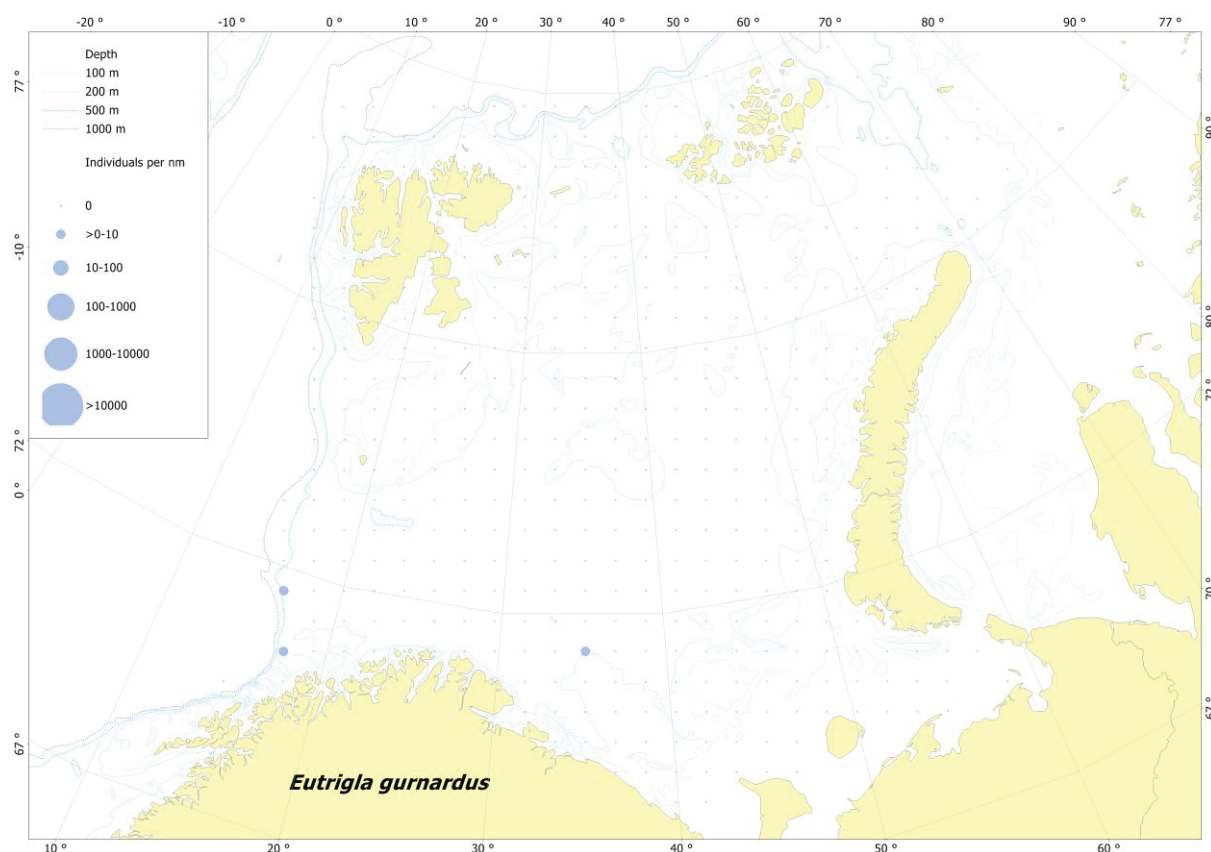 -20 ° -10 ° 0 ° 10 ° 20 ° 30 ° 40 ° 50 ° 60 ° 70 ° 80 ° 90 ° 77 °
Depth
100 m
200 m
500 m
1000 m
Individuals per nm
0
>0-10
10-100
100-1000
1000-10000
>10000
77 °
-10 °
72 °
0 °
67 °
90 °
80 °
72 °
70 °
67 °
Eutrigla gurnardus
10 ° 20 ° 30 ° 40 ° 50 ° 60 °